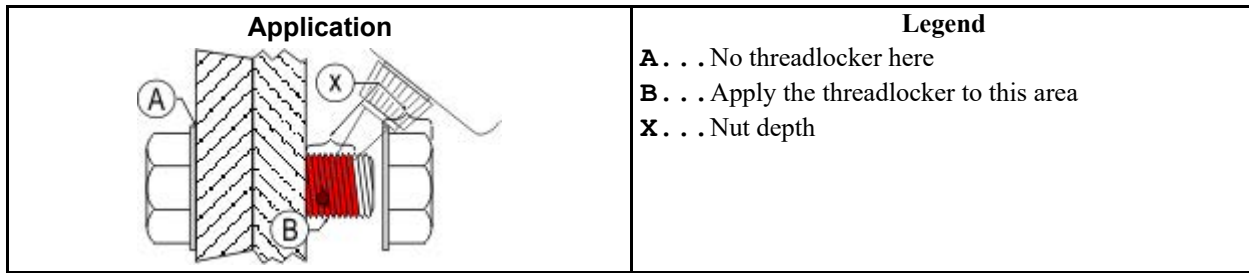 Application
A
X
B
Legend
A...No threadlocker here
B...Apply the threadlocker to this area
X...Nut depth